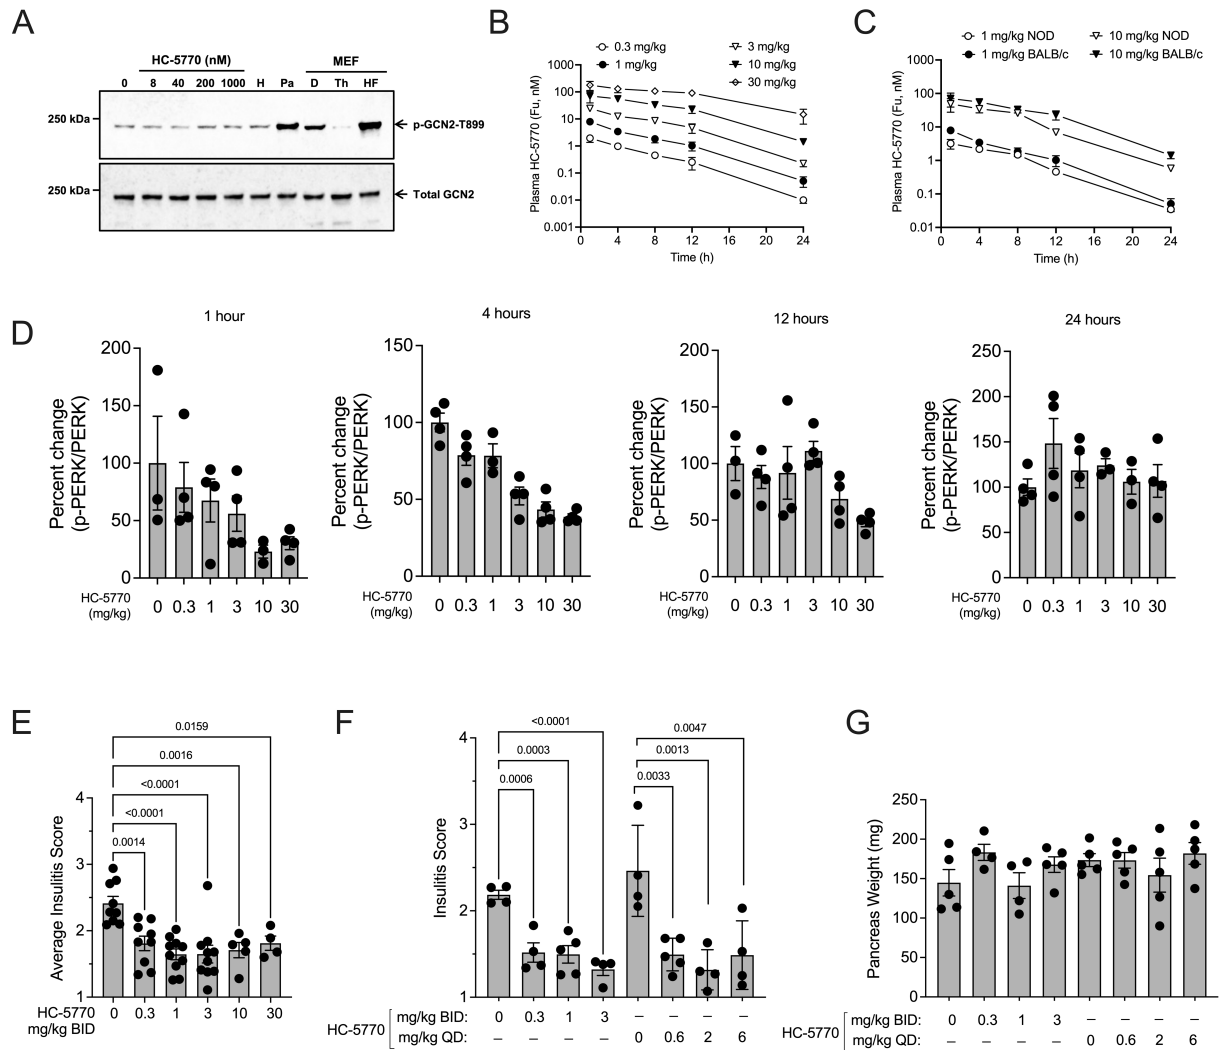 A
HC-5770 (nM)
MEF
0 8 40 200 1000 H Pa D Th HF
250 kDa
p-GCN2-T899
250 kDa
Total GCN2
B
0.3 mg/kg
1 mg/kg
3 mg/kg
10 mg/kg
30 mg/kg
Plasma HC-5770 (Fu, nM)
1000
100
10
1
0.1
0.01
0.001
0 4 8 12 16 20 24
Time (h)
C
1 mg/kg NOD
1 mg/kg BALB/c
10 mg/kg NOD
10 mg/kg BALB/c
Plasma HC-5770 (Fu, nM)
1000
100
10
1
0.1
0.01
0 4 8 12 16 20 24
Time (h)
D
1 hour
Percent change
(p-PERK/PERK)
200
150
100
50
0
HC-5770
(mg/kg)
0 0.3 1 3 10 30
4 hours
Percent change
(p-PERK/PERK)
150
100
50
0
HC-5770
(mg/kg)
0 0.3 1 3 10 30
12 hours
Percent change
(p-PERK/PERK)
200
150
100
50
0
HC-5770
(mg/kg)
0 0.3 1 3 10 30
24 hours
Percent change
(p-PERK/PERK)
250
200
150
100
50
0
HC-5770
(mg/kg)
0 0.3 1 3 10 30
E
0.0159
0.0016
<0.0001
<0.0001
0.0014
Average Insulitis Score
4
3
2
1
HC-5770
mg/kg BID
0 0.3 1 3 10 30
F
<0.0001
0.0003
0.0006
0.0047
0.0013
0.0033
Insulitis Score
4
3
2
1
HC-5770
mg/kg BID: 0 0.3 1 3 – – – –
mg/kg QD: – – – – 0 0.6 2 6
G
Pancreas Weight (mg)
250
200
150
100
50
0
HC-5770
mg/kg BID: 0 0.3 1 3 – – – –
mg/kg QD: – – – – 0 0.6 2 6